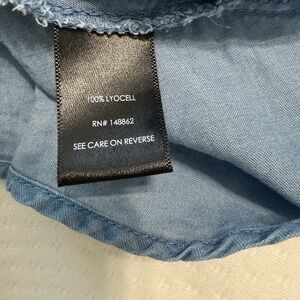 100% LYOCELL
RN# 148862
SEE CARE ON REVERSE